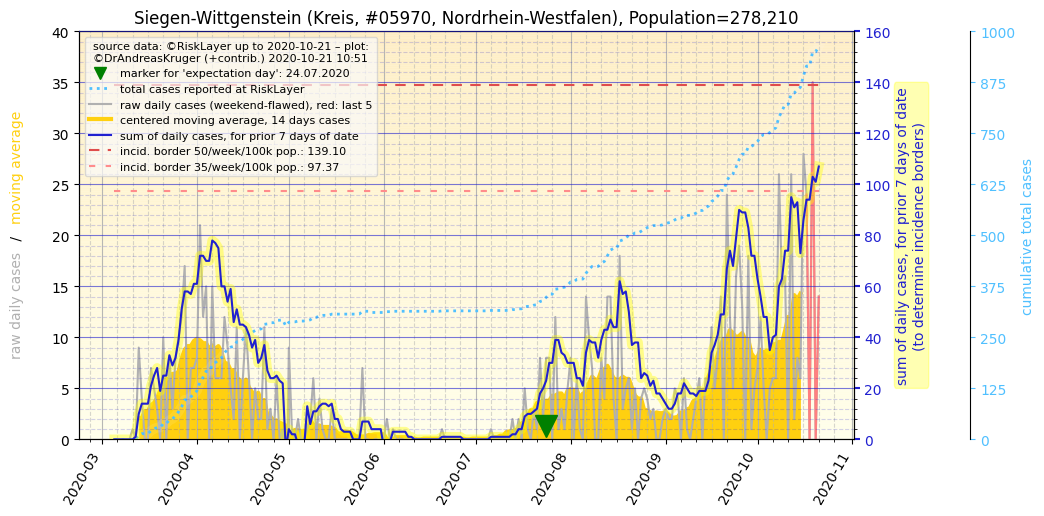 Siegen-Wittgenstein (Kreis, #05970, Nordrhein-Westfalen), Population=278,210
source data: ©RiskLayer up to 2020-10-21 – plot:
©DrAndreasKruger (+contrib.) 2020-10-21 10:51
marker for 'expectation day': 24.07.2020
total cases reported at RiskLayer
raw daily cases (weekend-flawed), red: last 5
centered moving average, 14 days cases
sum of daily cases, for prior 7 days of date
incid. border 50/week/100k pop.: 139.10
incid. border 35/week/100k pop.: 97.37
raw daily cases / moving average
40
35
30
25
20
15
10
5
0
160
140
120
100
80
60
40
20
0
sum of daily cases, for prior 7 days of date
(to determine incidence borders)
1000
875
750
625
500
375
250
125
0
cumulative total cases
2020-03
2020-04
2020-05
2020-06
2020-07
2020-08
2020-09
2020-10
2020-11